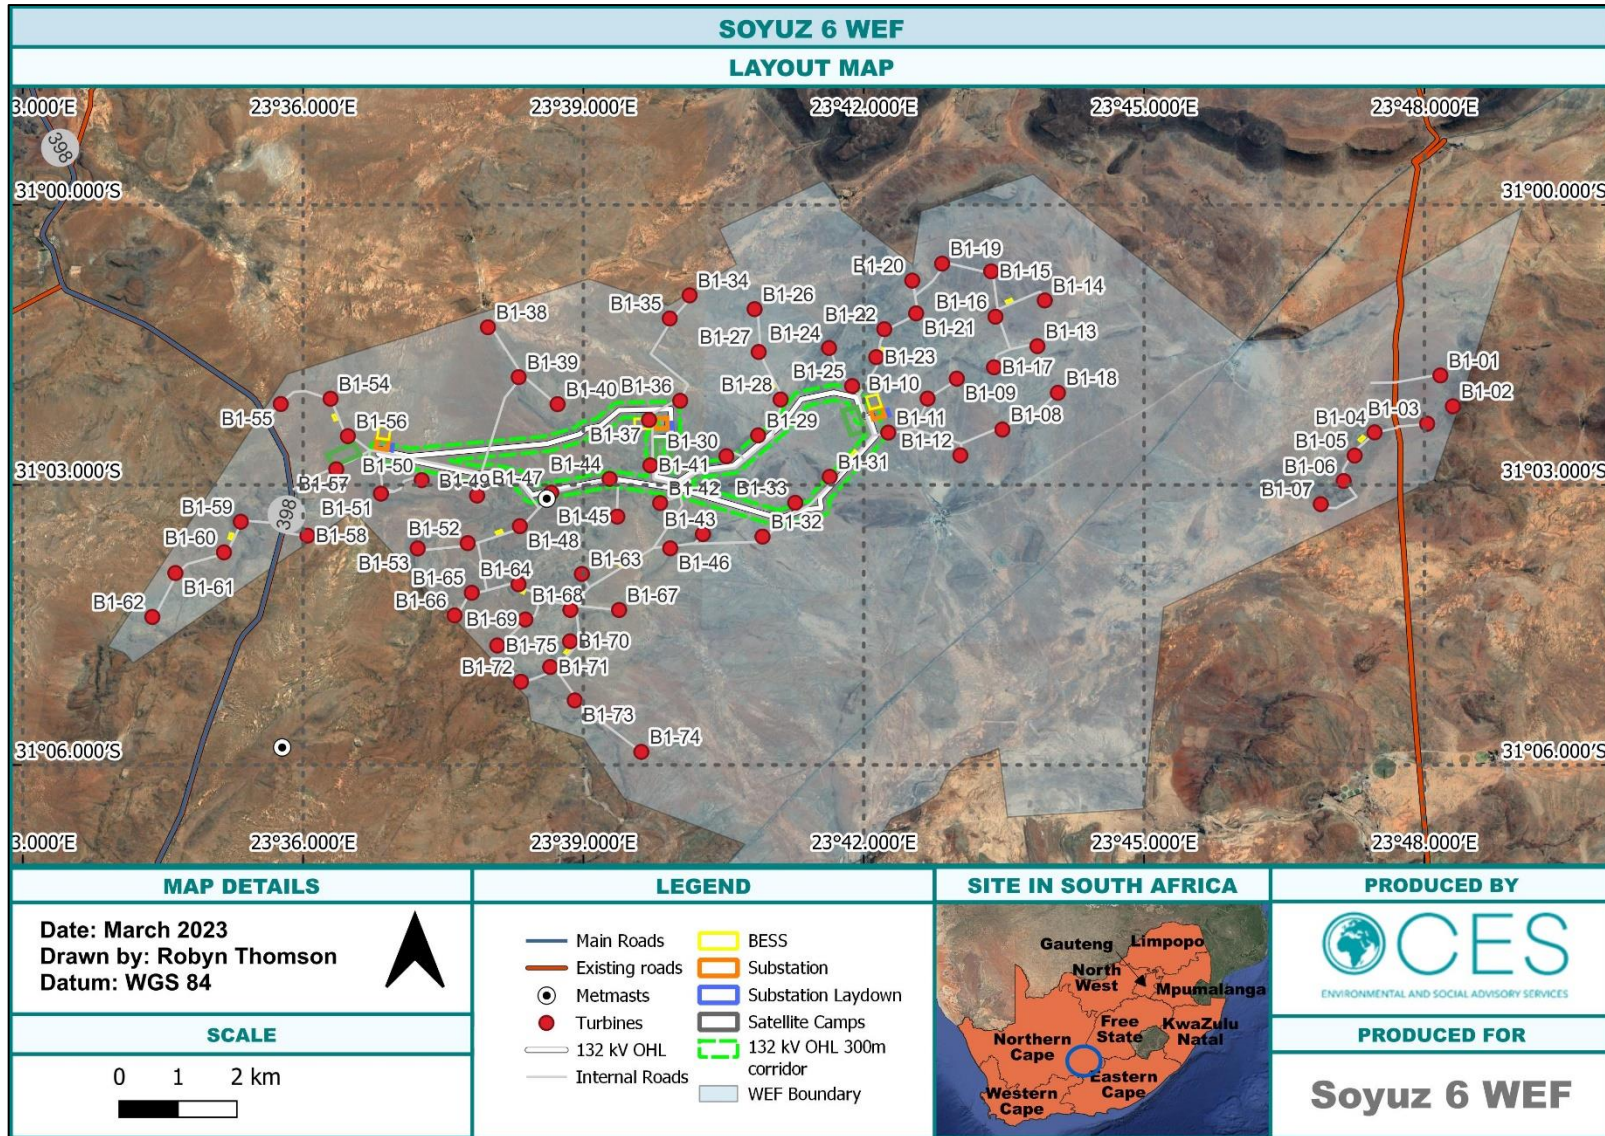 SOYUZ 6 WEF
LAYOUT MAP
3.000'E
23°36.000'E
23°39.000'E
23°42.000'E
23°45.000'E
23°48.000'E
398
31°00.000'S
31°00.000'S
B1-19
B1-20
B1-15
B1-14
B1-34
B1-35
B1-26
B1-16
B1-38
B1-22
B1-21
B1-24
B1-13
B1-27
B1-23
B1-39
B1-17
B1-01
B1-25
B1-54
B1-40
B1-36
B1-28
B1-10
B1-09
B1-18
B1-02
B1-55
B1-11
B1-08
B1-04
B1-03
B1-56
B1-37
B1-29
B1-30
B1-12
B1-05
31°03.000'S
B1-50
B1-44
B1-41
B1-31
B1-06
31°03.000'S
B1-57
B1-49
B1-47
B1-42
B1-33
B1-07
B1-59
B1-51
398
B1-45
B1-43
B1-32
B1-60
B1-58
B1-52
B1-48
B1-53
B1-63
B1-46
B1-61
B1-65
B1-64
B1-62
B1-66
B1-68
B1-67
B1-69
B1-75
B1-70
B1-72
B1-71
B1-73
B1-74
31°06.000'S
31°06.000'S
3.000'E
23°36.000'E
23°39.000'E
23°42.000'E
23°45.000'E
23°48.000'E
MAP DETAILS
Date: March 2023
Drawn by: Robyn Thomson
Datum: WGS 84
SCALE
0 1 2 km
LEGEND
Main Roads
Existing roads
Metmasts
Turbines
132 kV OHL
Internal Roads
BESS
Substation
Substation Laydown
Satellite Camps
132 kV OHL 300m
corridor
WEF Boundary
SITE IN SOUTH AFRICA
Gauteng
Limpopo
North
West
Mpumalanga
Free
State
KwaZulu
Natal
Northern
Cape
Eastern
Cape
Western
Cape
PRODUCED BY
CES
ENVIRONMENTAL AND SOCIAL ADVISORY SERVICES
PRODUCED FOR
Soyuz 6 WEF